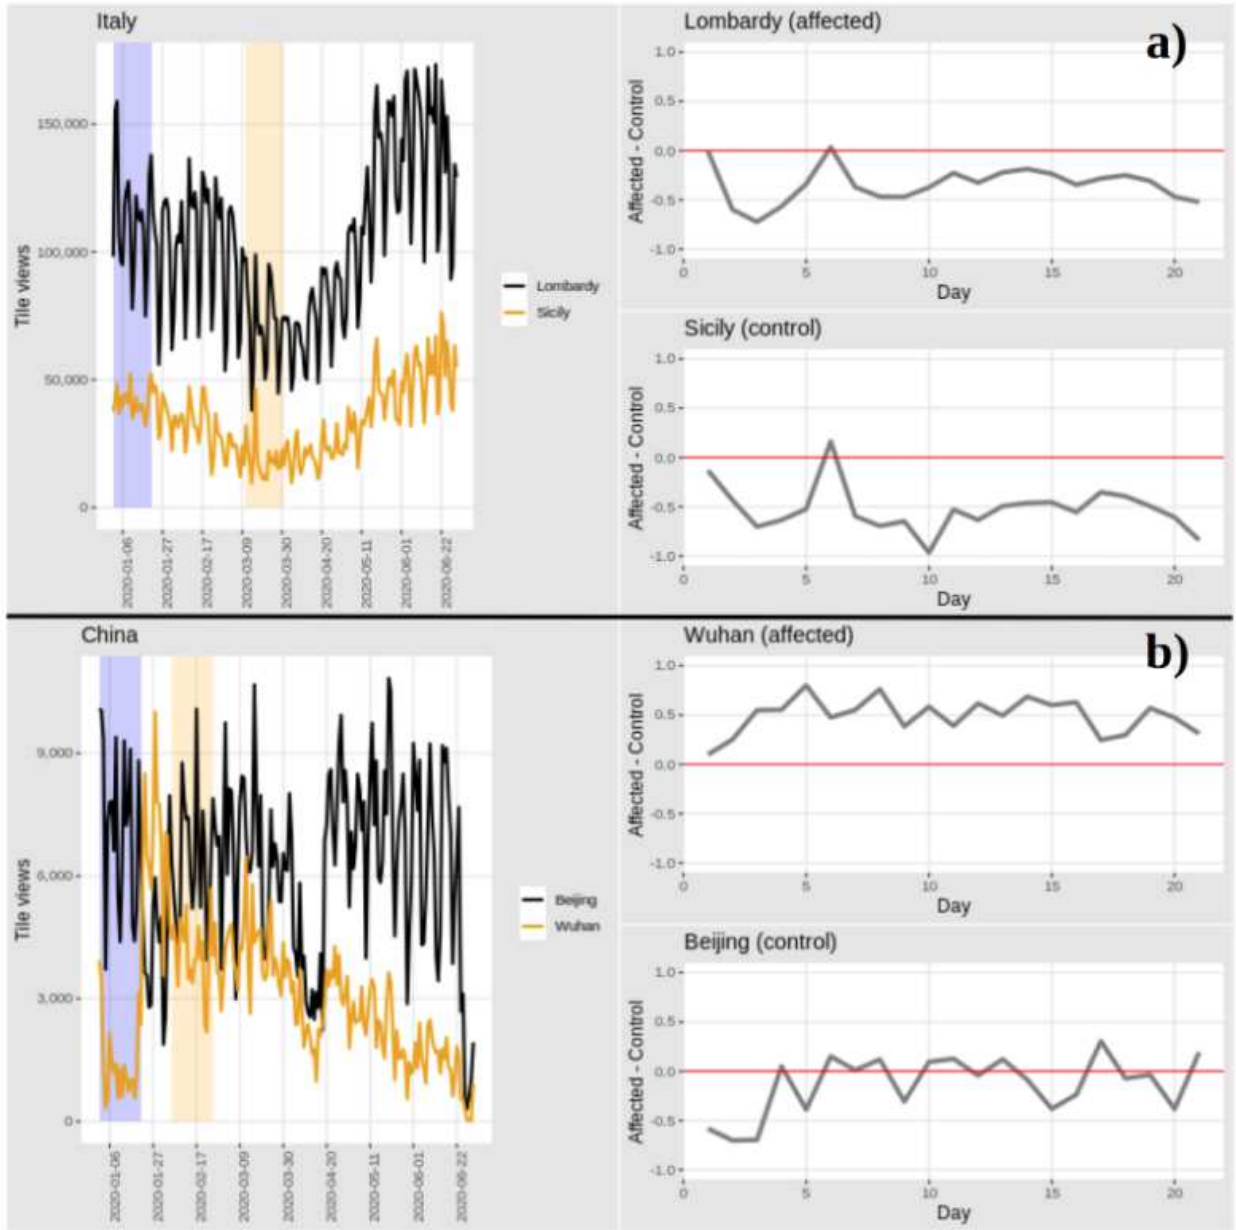 Italy
Tile views
150,000
100,000
50,000
0
2020-01-06
2020-01-27
2020-02-17
2020-03-09
2020-03-30
2020-04-20
2020-05-11
2020-06-01
2020-06-22
Lombardy
Sicily
Lombardy (affected)
a)
Affected - Control
1.0
0.5
0.0
-0.5
-1.0
0 5 10 15 20
Day
Sicily (control)
Affected - Control
1.0
0.5
0.0
-0.5
-1.0
0 5 10 15 20
Day
China
Tile views
9,000
6,000
3,000
0
2020-01-06
2020-01-27
2020-02-17
2020-03-09
2020-03-30
2020-04-20
2020-05-11
2020-06-01
2020-06-22
Beijing
Wuhan
Wuhan (affected)
b)
Affected - Control
1.0
0.5
0.0
-0.5
-1.0
0 5 10 15 20
Day
Beijing (control)
Affected - Control
1.0
0.5
0.0
-0.5
-1.0
0 5 10 15 20
Day